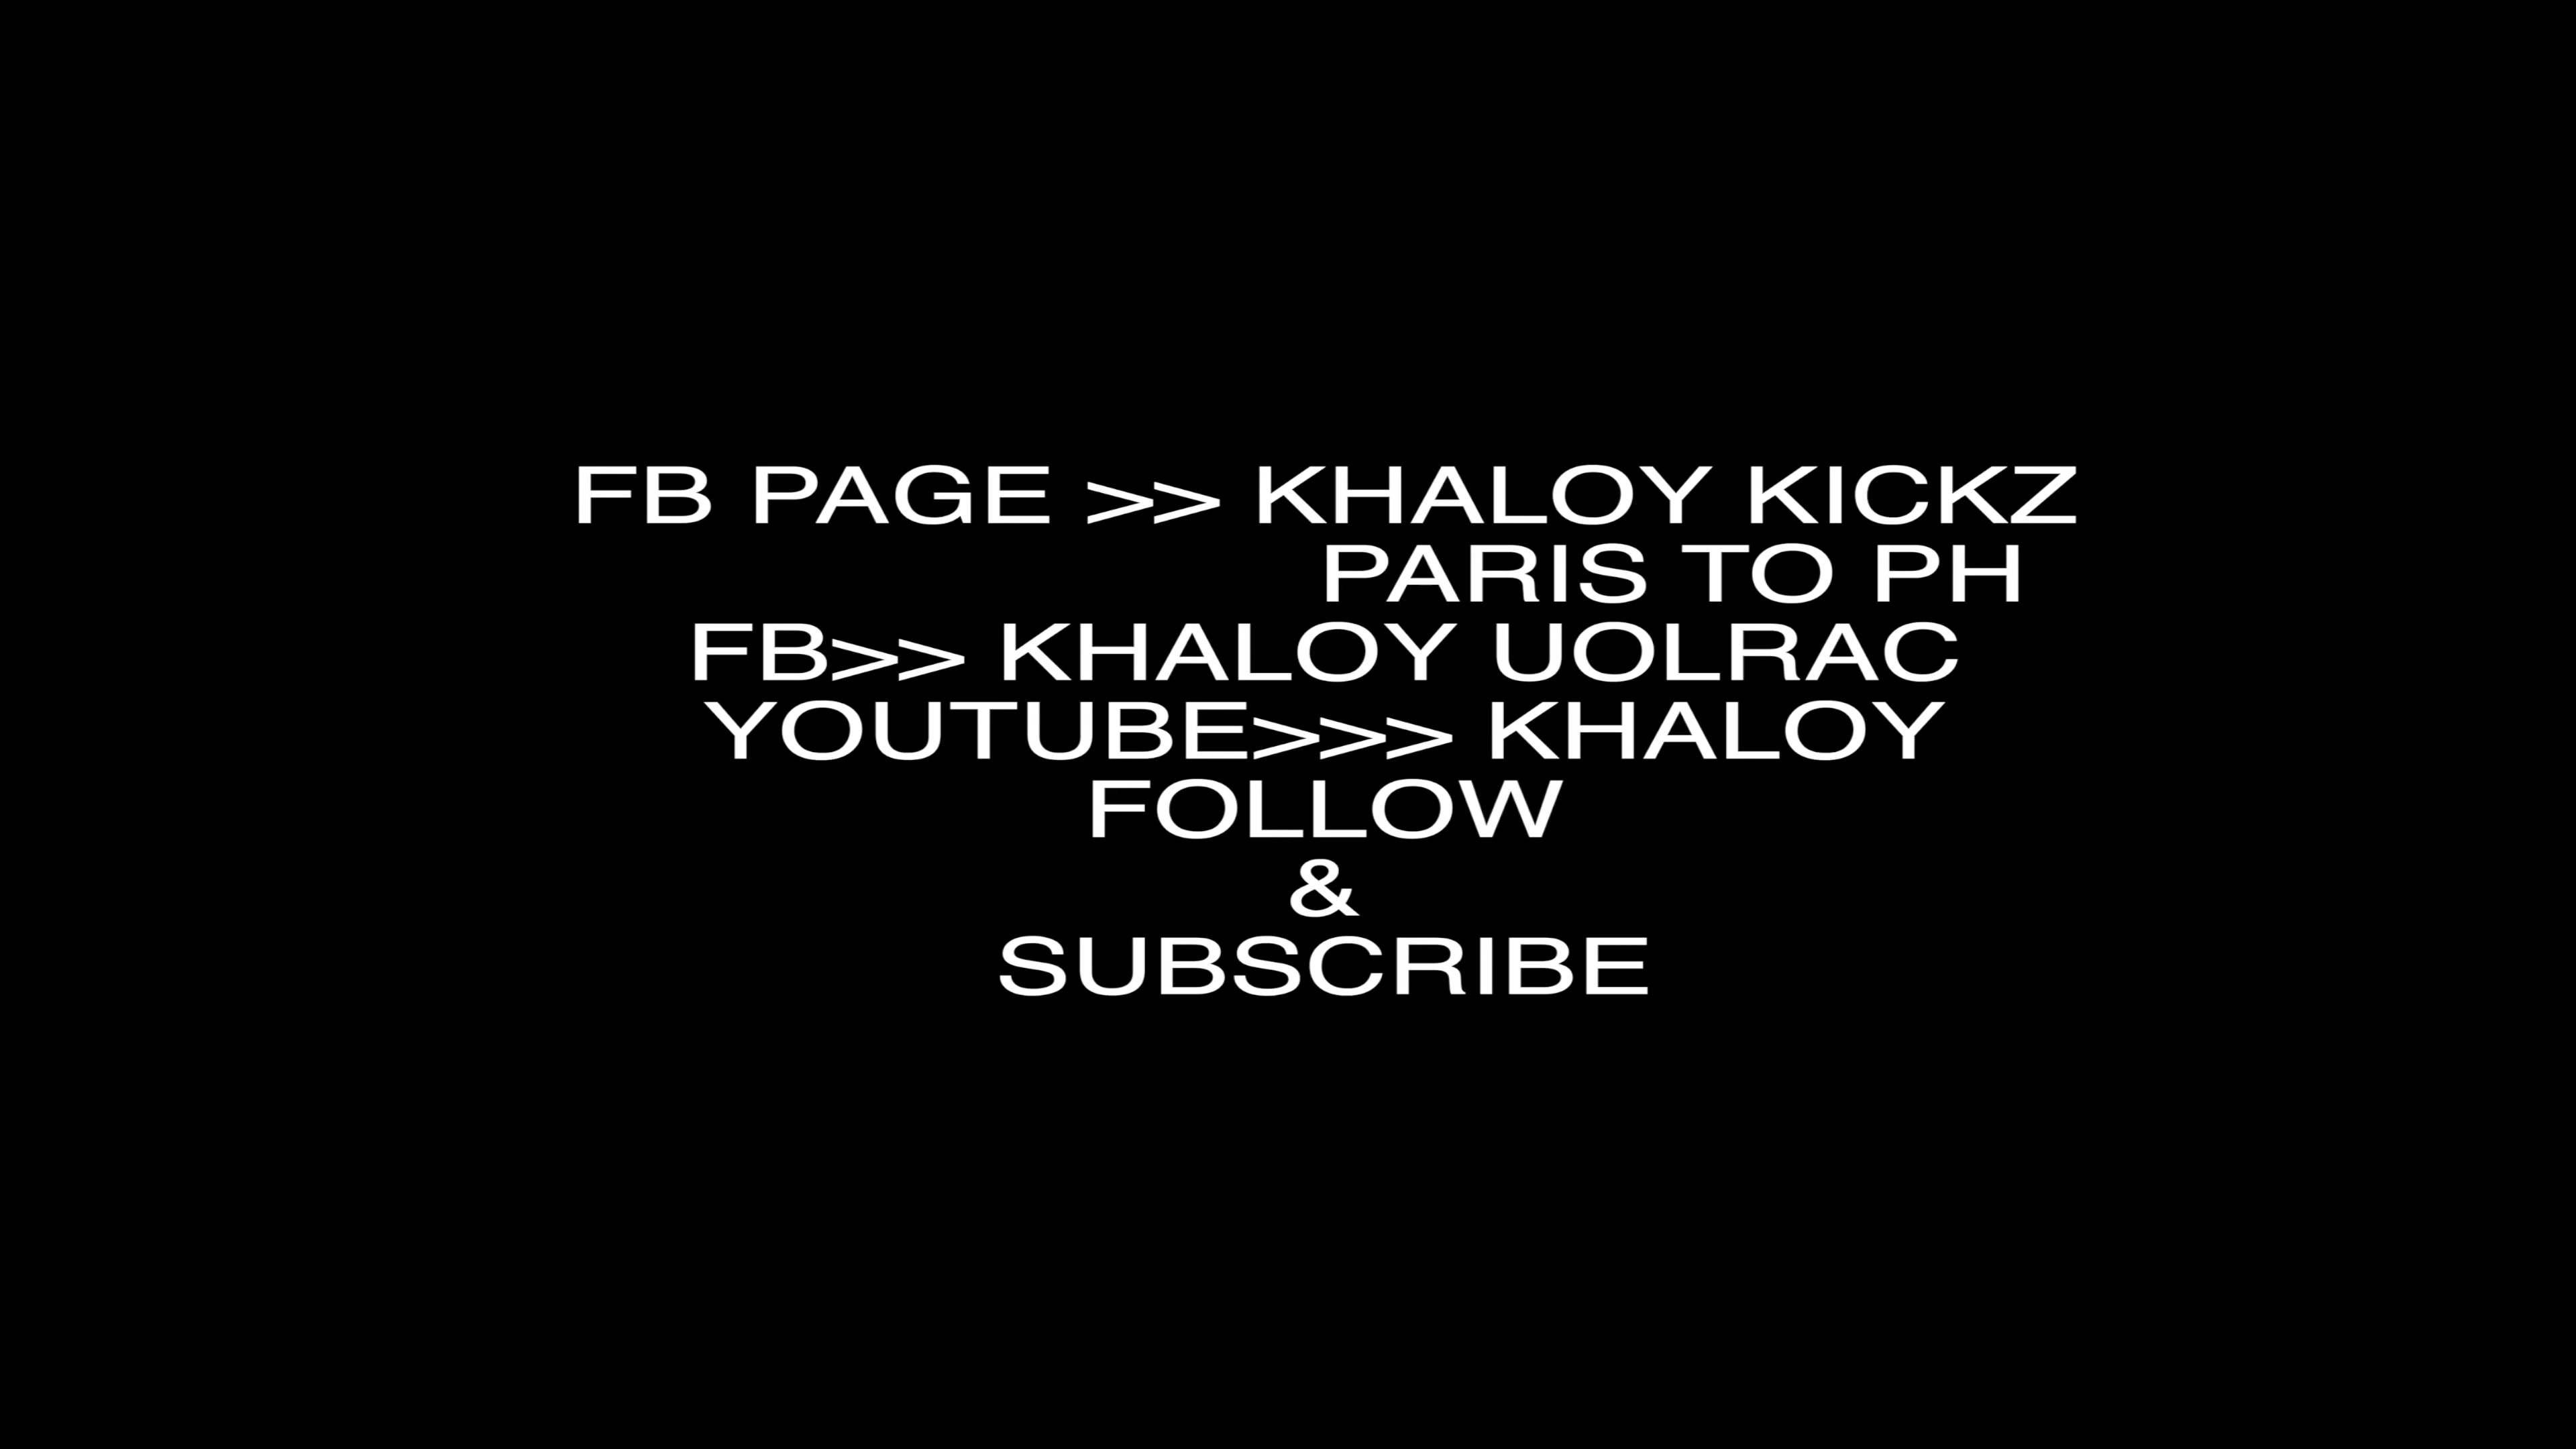 FB PAGE >> KHALOY KICKZ
PARIS TO PH
FB>> KHALOY UOLRAC
YOUTUBE>>> KHALOY
FOLLOW
&
SUBSCRIBE